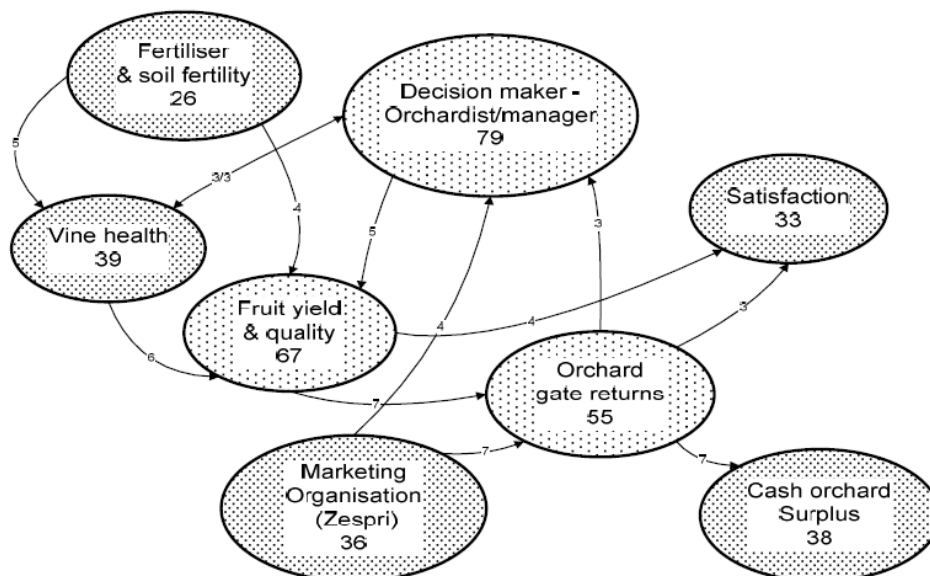 Fertiliser
& soil fertility
26
Decision maker -
Orchardist/manager
79
5
3/3
4
Satisfaction
33
Vine health
39
5
3
Fruit yield
& quality
67
4
4
3
6
Orchard
gate returns
55
7
7
7
Marketing
Organisation
(Zespri)
36
Cash orchard
Surplus
38